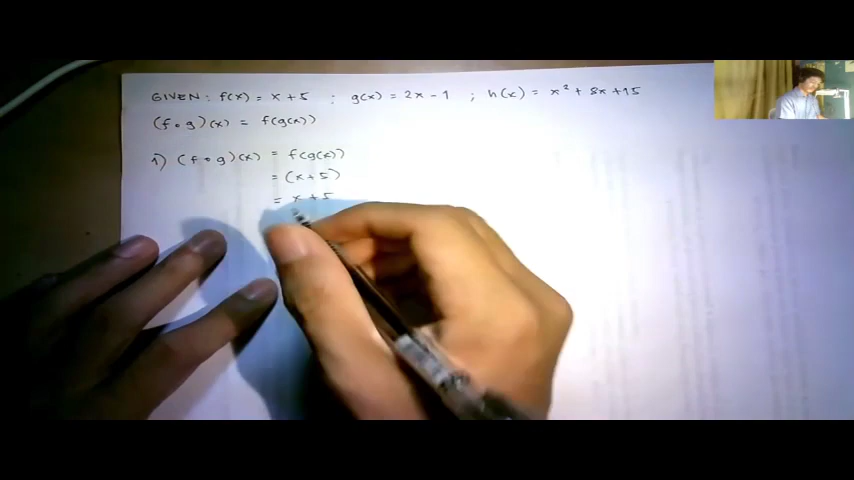 GIVEN : f(x) = x + 5 ; g(x) = 2x - 1 ; h(x) = x² + 8x + 15
(f ∘ g)(x) = f(g(x))
1) (f ∘ g)(x) = f(g(x))
= (x + 5)
= x + 5